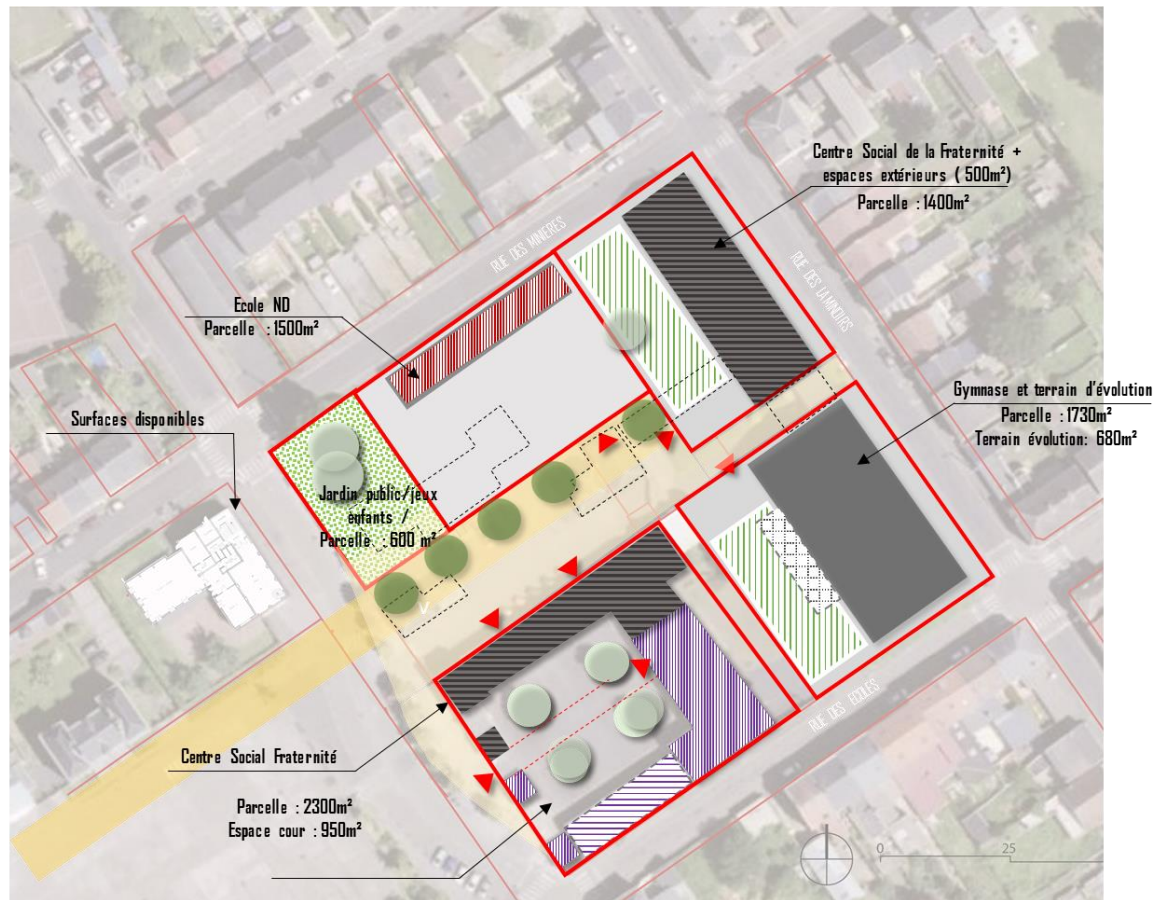 Centre Social de la Fraternité +
espaces extérieurs ( 500m²)
Parcelle : 1400m²
RUE DES MINIERES
RUE DES LAMINOIRS
Ecole ND
Parcelle : 1500m²
Gymnase et terrain d'évolution
Parcelle : 1730m²
Terrain évolution: 680m²
Surfaces disponibles
Jardin public/jeux
enfants /
Parcelle : 600 m²
RUE DES ECOLES
Centre Social Fraternité
Parcelle : 2300m²
Espace cour : 950m²
0
25